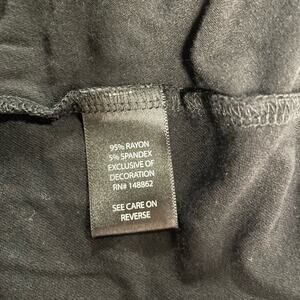 95% RAYON
5% SPANDEX
EXCLUSIVE OF
DECORATION
RN# 148862
SEE CARE ON
REVERSE